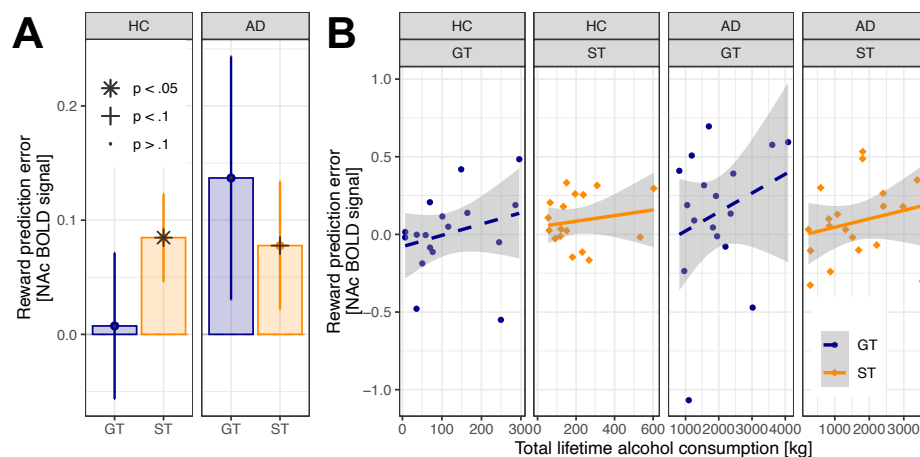 A
HC
AD
Reward prediction error
[NAc BOLD signal]
0.2
0.1
0.0
p < .05
p < .1
p > .1
GT
ST
GT
ST
B
HC
HC
AD
AD
GT
ST
GT
ST
Reward prediction error
[NAc BOLD signal]
1.0
0.5
0.0
−0.5
−1.0
GT
ST
0 100 200 300
0 200 400 600
1000 2000 3000 4000
1000 2000 3000
Total lifetime alcohol consumption [kg]